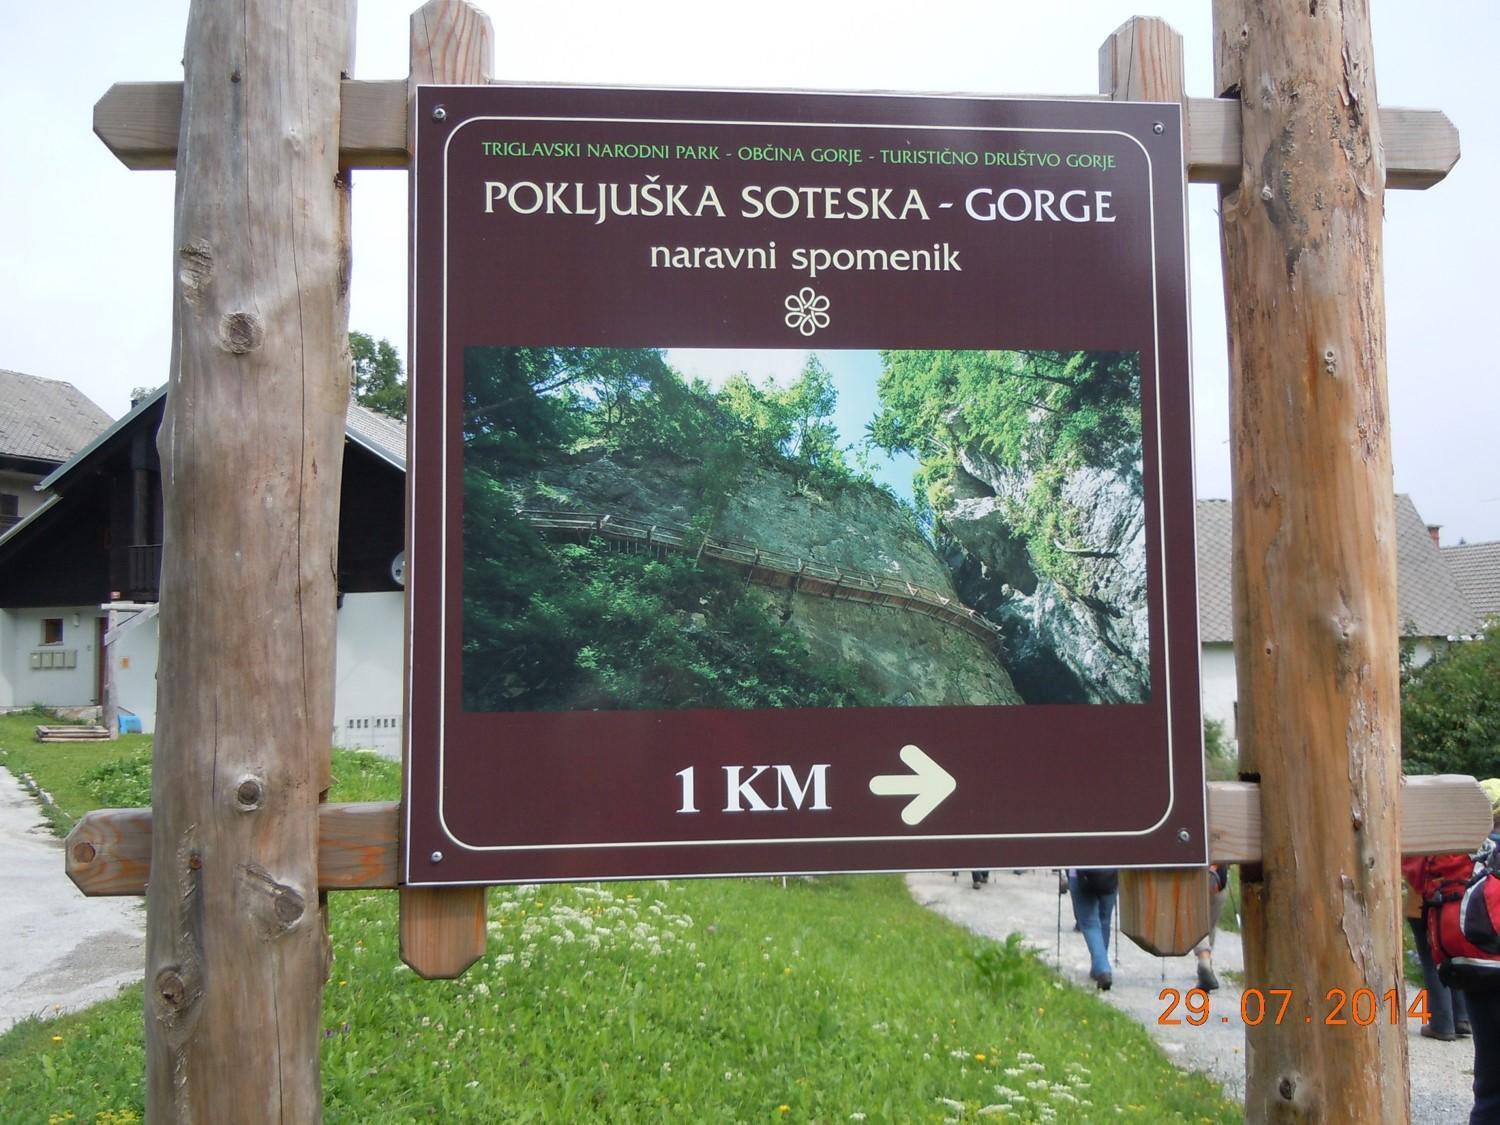 TRIGLAVSKI NARODNI PARK - OBČINA GORJE - TURISTIČNO DRUŠTVO GORJE
POKLJUŠKA SOTESKA - GORGE
naravni spomenik
1 KM
29.07.2014